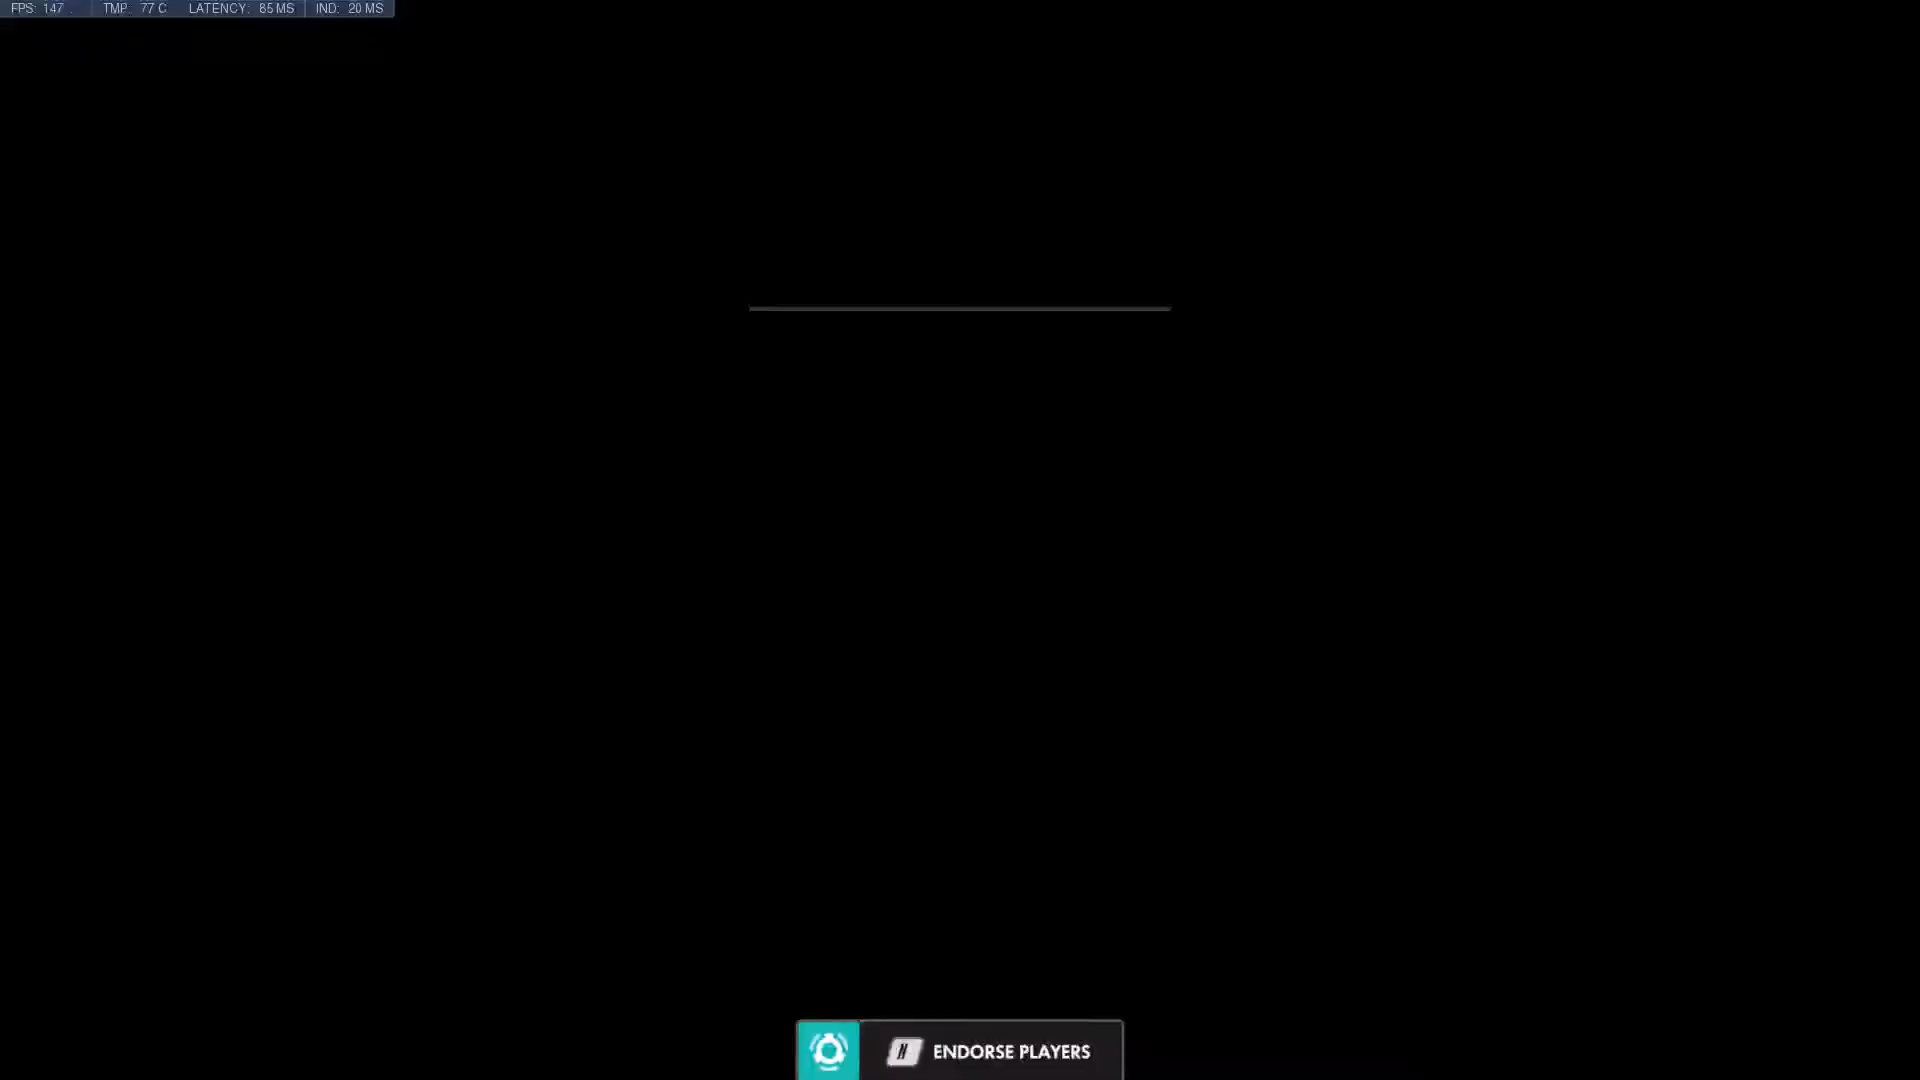 FPS: 147 TMP: 77 C LATENCY: 85 MS IND: 20 MS
N ENDORSE PLAYERS